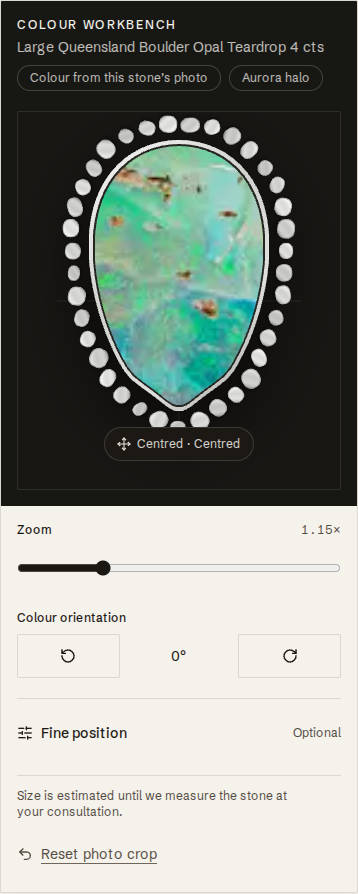 COLOUR WORKBENCH
Large Queensland Boulder Opal Teardrop 4 cts
Colour from this stone's photo
Aurora halo
Centred · Centred
Zoom
1.15×
Colour orientation
0°
Fine position
Optional
Size is estimated until we measure the stone at
your consultation.
Reset photo crop